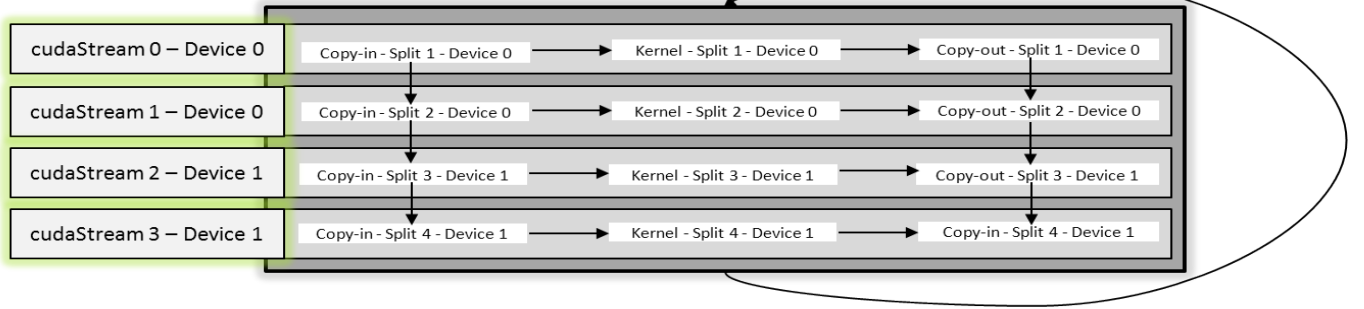 cudaStream 0 – Device 0
Copy-in - Split 1 - Device 0
Kernel - Split 1 - Device 0
Copy-out - Split 1 - Device 0
cudaStream 1 – Device 0
Copy-in - Split 2 - Device 0
Kernel - Split 2 - Device 0
Copy-out - Split 2 - Device 0
cudaStream 2 – Device 1
Copy-in - Split 3 - Device 1
Kernel - Split 3 - Device 1
Copy-out - Split 3 - Device 1
cudaStream 3 – Device 1
Copy-in - Split 4 - Device 1
Kernel - Split 4 - Device 1
Copy-in - Split 4 - Device 1